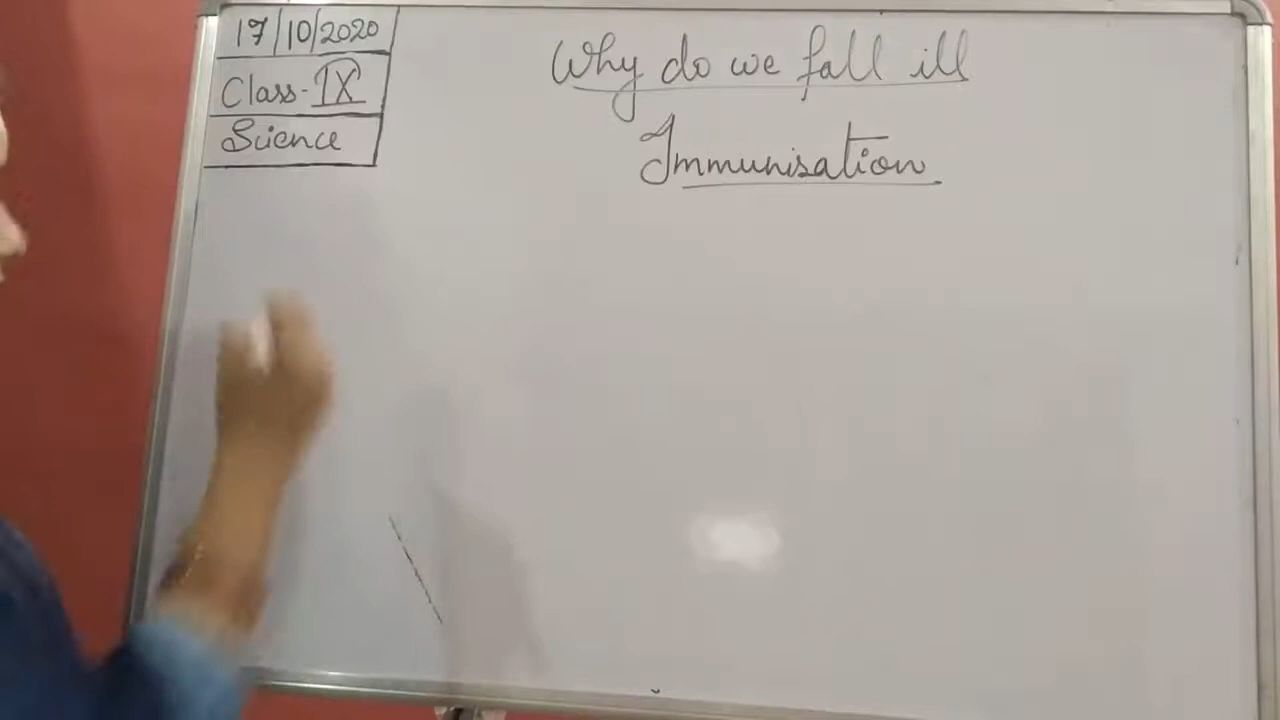 17/10/2020
Class-IX
Science
Why do we fall ill
Immunisation